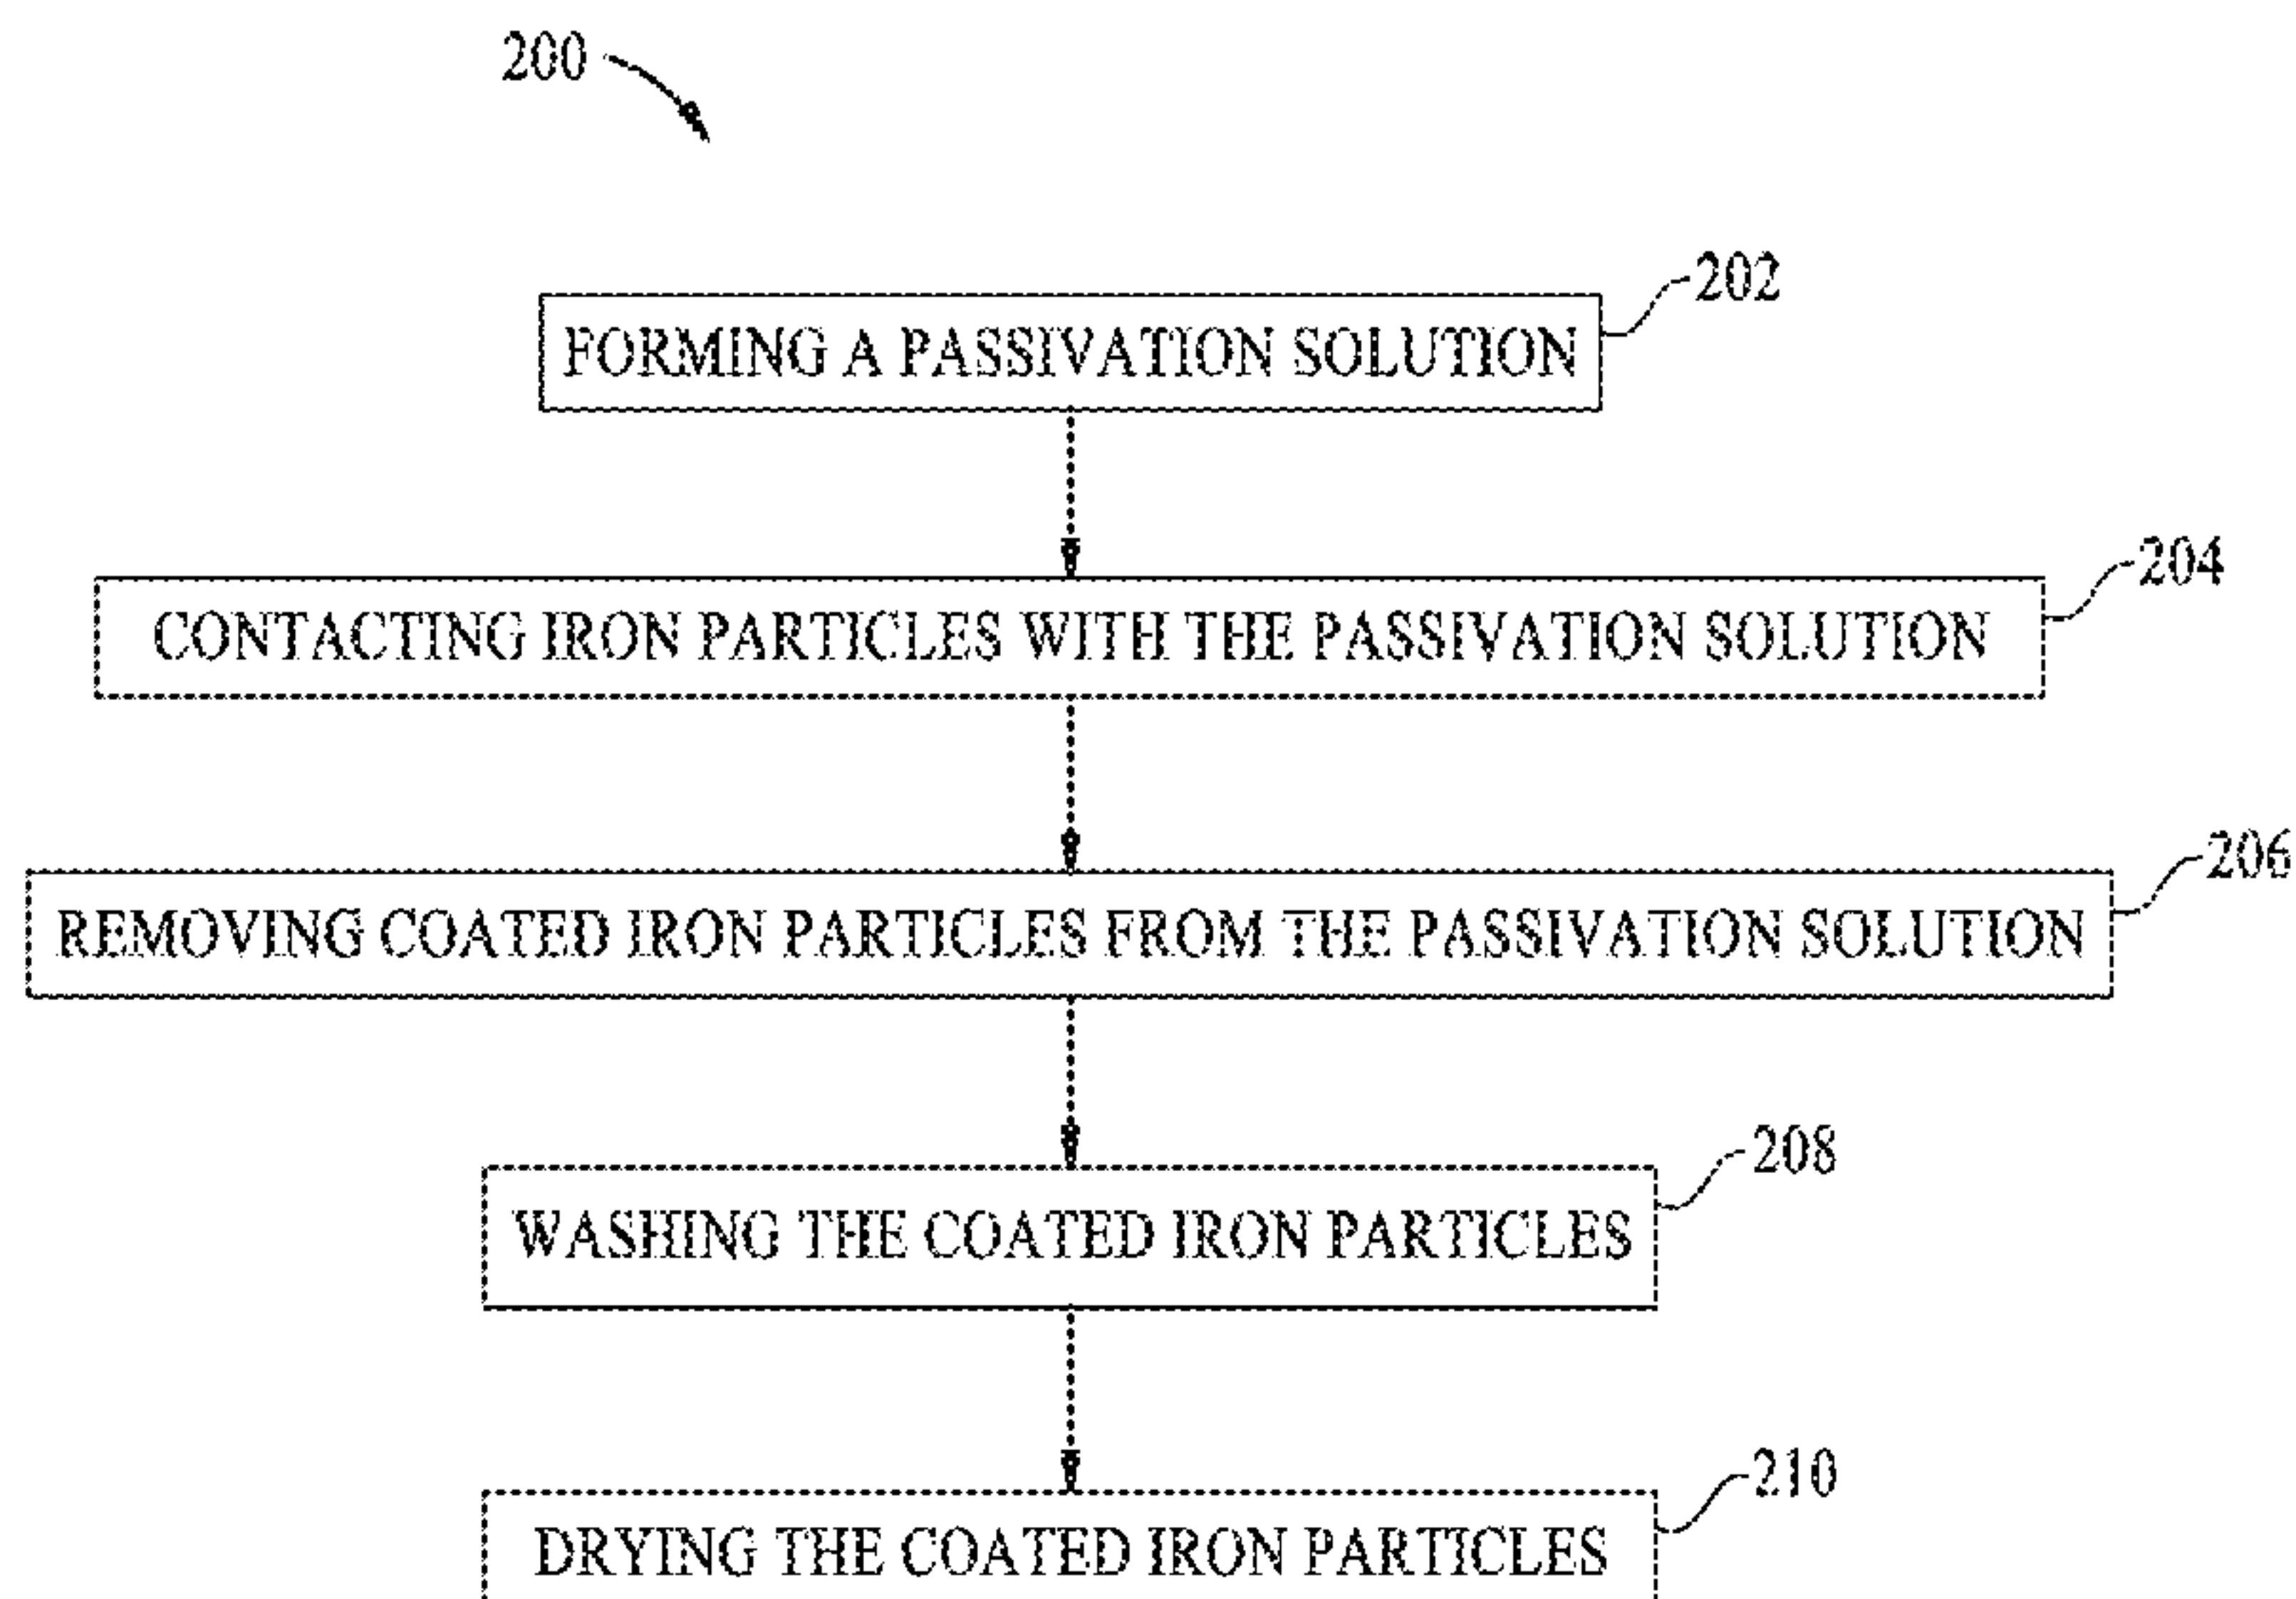 200
202
FORMING A PASSIVATION SOLUTION
204
CONTACTING IRON PARTICLES WITH THE PASSIVATION SOLUTION
206
REMOVING COATED IRON PARTICLES FROM THE PASSIVATION SOLUTION
208
WASHING THE COATED IRON PARTICLES
210
DRYING THE COATED IRON PARTICLES